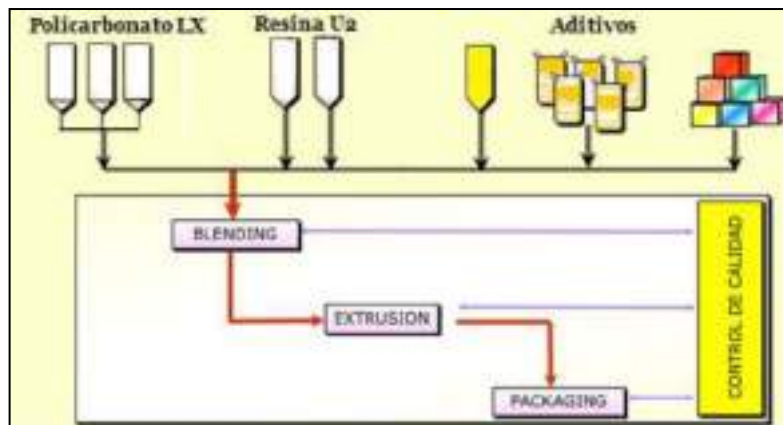 Policarbonato LX
Resina U2
Aditivos
BLENDING
EXTRUSION
PACKAGING
CONTROL DE CALIDAD